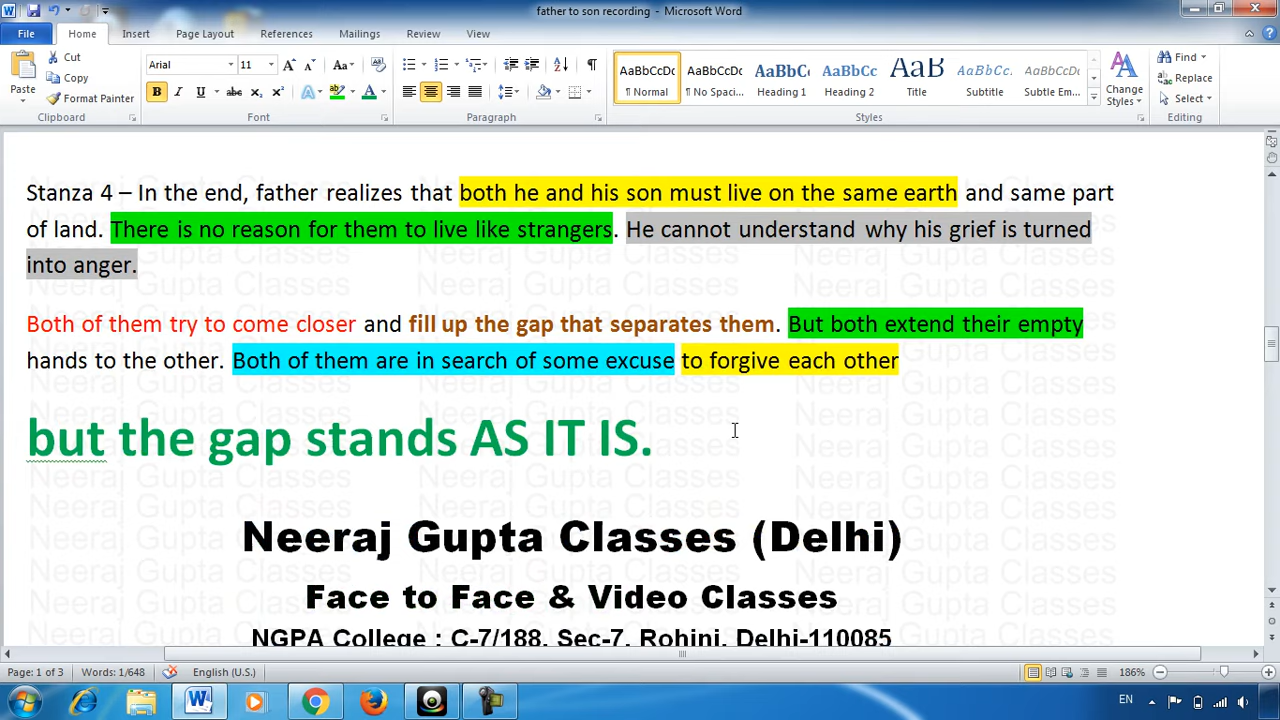 father to son recording - Microsoft Word
File Home Insert Page Layout References Mailings Review View
Paste Cut Copy Format Painter
Arial 11 Aa
B I U abc x₂ x² A ab A
AaBbCcDc AaBbCcDc AaBbC AaBbCc AaB AaBbCcL AaBbCcDc
¶ Normal ¶ No Spaci... Heading 1 Heading 2 Title Subtitle Subtle Em...
Change Styles
Find Replace Select
Clipboard Font Paragraph Styles Editing
Stanza 4 – In the end, father realizes that both he and his son must live on the same earth and same part
of land. There is no reason for them to live like strangers. He cannot understand why his grief is turned
into anger.
Both of them try to come closer and fill up the gap that separates them. But both extend their empty
hands to the other. Both of them are in search of some excuse to forgive each other
but the gap stands AS IT IS.
Neeraj Gupta Classes (Delhi)
Face to Face & Video Classes
NGPA College : C-7/188, Sec-7, Rohini, Delhi-110085
Page: 1 of 3 Words: 1/648 English (U.S.) 186%
EN